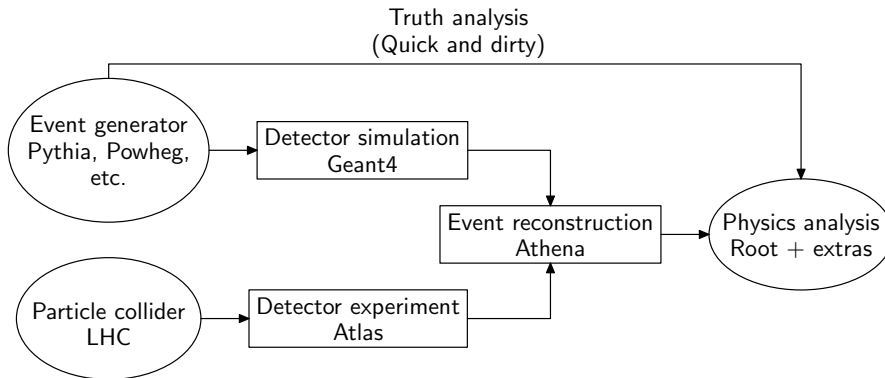 Truth analysis
(Quick and dirty)
Event generator
Pythia, Powheg,
etc.
Detector simulation
Geant4
Event reconstruction
Athena
Physics analysis
Root + extras
Particle collider
LHC
Detector experiment
Atlas